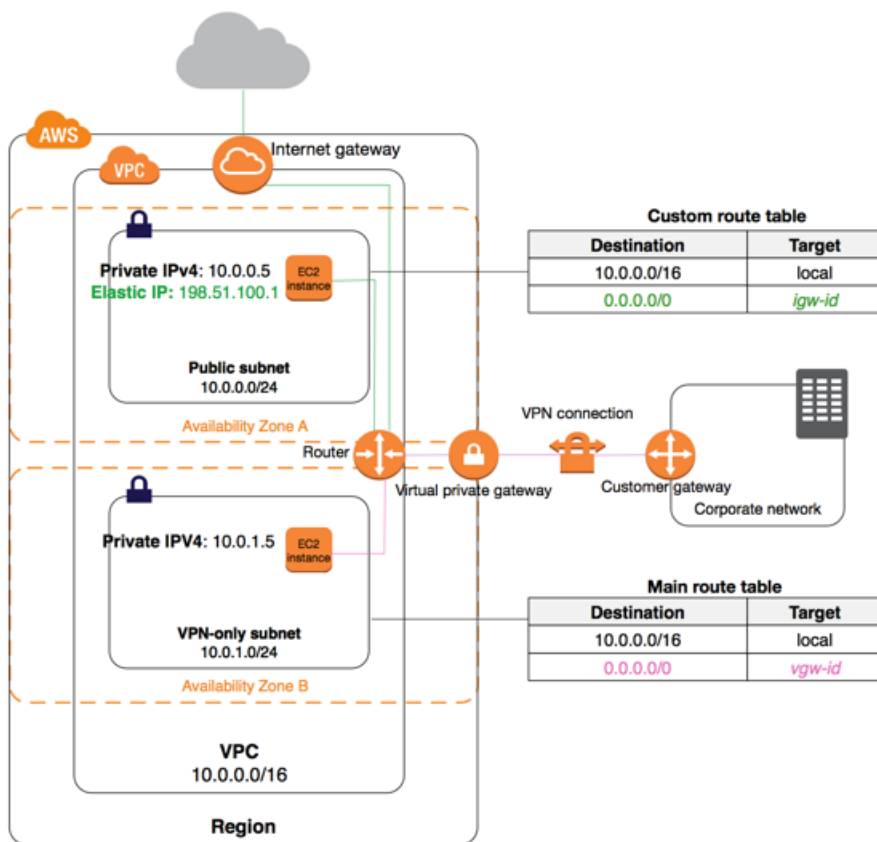 AWS
Internet gateway
VPC
Private IPv4: 10.0.0.5
Elastic IP: 198.51.100.1
EC2
instance
Public subnet
10.0.0.0/24
Availability Zone A
Custom route table
Destination Target
10.0.0.0/16 local
0.0.0.0/0 igw-id
Router
Virtual private gateway
VPN connection
Customer gateway
Corporate network
Private IPV4: 10.0.1.5
EC2
instance
VPN-only subnet
10.0.1.0/24
Availability Zone B
Main route table
Destination Target
10.0.0.0/16 local
0.0.0.0/0 vgw-id
VPC
10.0.0.0/16
Region